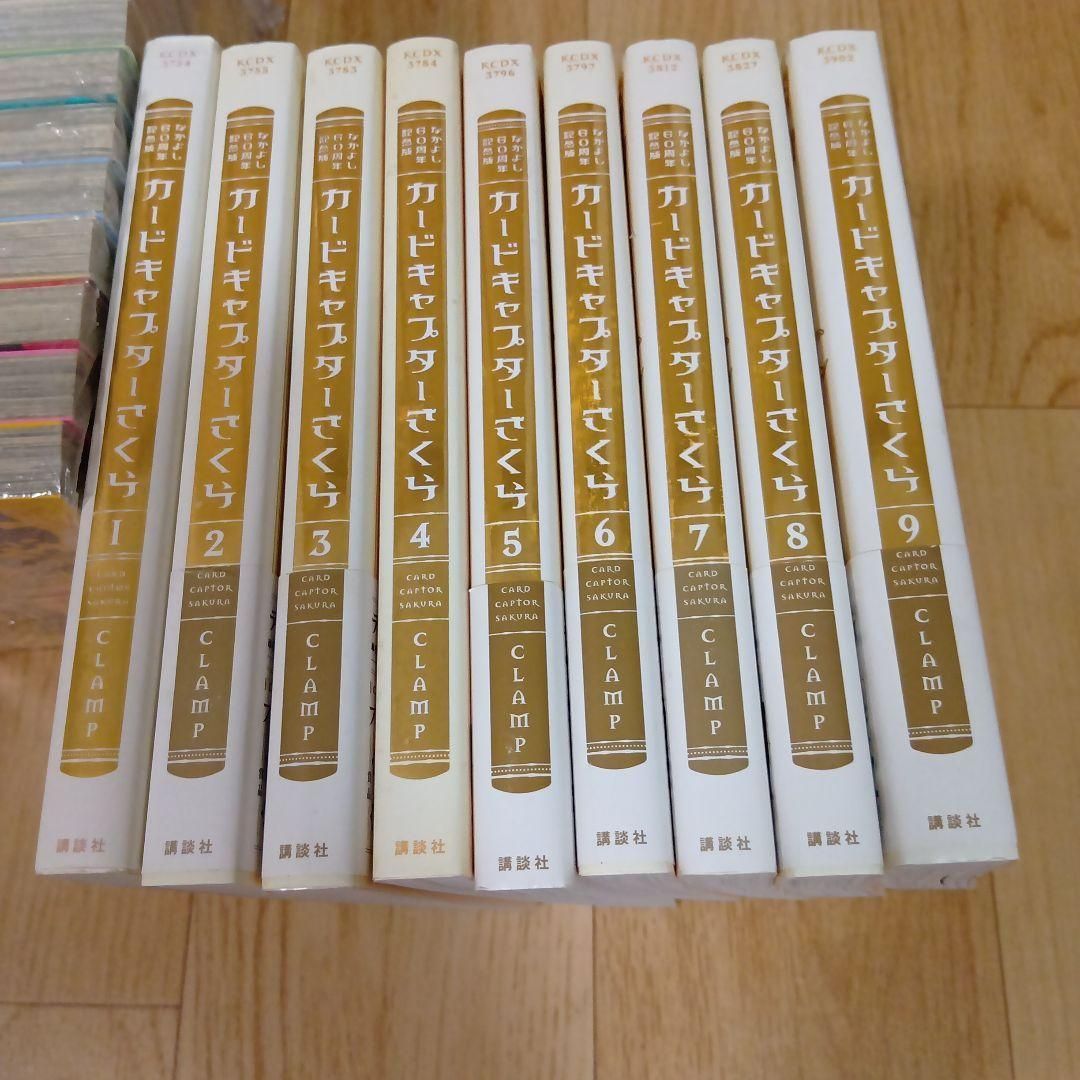 KCDX
3754
なかよし
60周年
記念版
カードキャプターさくら
1
CARD
CAPTOR
SAKURA
CLAMP
講談社
KCDX
3755
なかよし
60周年
記念版
カードキャプターさくら
2
CARD
CAPTOR
SAKURA
CLAMP
講談社
KCDX
3783
なかよし
60周年
記念版
カードキャプターさくら
3
CARD
CAPTOR
SAKURA
CLAMP
講談社
KCDX
3784
なかよし
60周年
記念版
カードキャプターさくら
4
CARD
CAPTOR
SAKURA
CLAMP
講談社
KCDX
3796
なかよし
60周年
記念版
カードキャプターさくら
5
CARD
CAPTOR
SAKURA
CLAMP
講談社
KCDX
3797
なかよし
60周年
記念版
カードキャプターさくら
6
CARD
CAPTOR
SAKURA
CLAMP
講談社
KCDX
3812
なかよし
60周年
記念版
カードキャプターさくら
7
CARD
CAPTOR
SAKURA
CLAMP
講談社
KCDX
3827
なかよし
60周年
記念版
カードキャプターさくら
8
CARD
CAPTOR
SAKURA
CLAMP
講談社
KCDX
3902
なかよし
60周年
記念版
カードキャプターさくら
9
CARD
CAPTOR
SAKURA
CLAMP
講談社